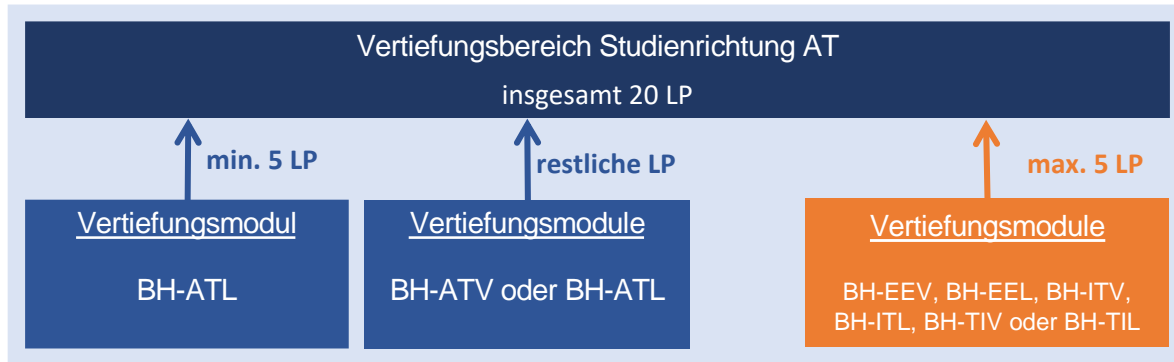 Vertiefungsbereich Studienrichtung AT
insgesamt 20 LP
min. 5 LP
restliche LP
max. 5 LP
Vertiefungsmodul
BH-ATL
Vertiefungsmodule
BH-ATV oder BH-ATL
Vertiefungsmodule
BH-EEV, BH-EEL, BH-ITV,
BH-ITL, BH-TIV oder BH-TIL